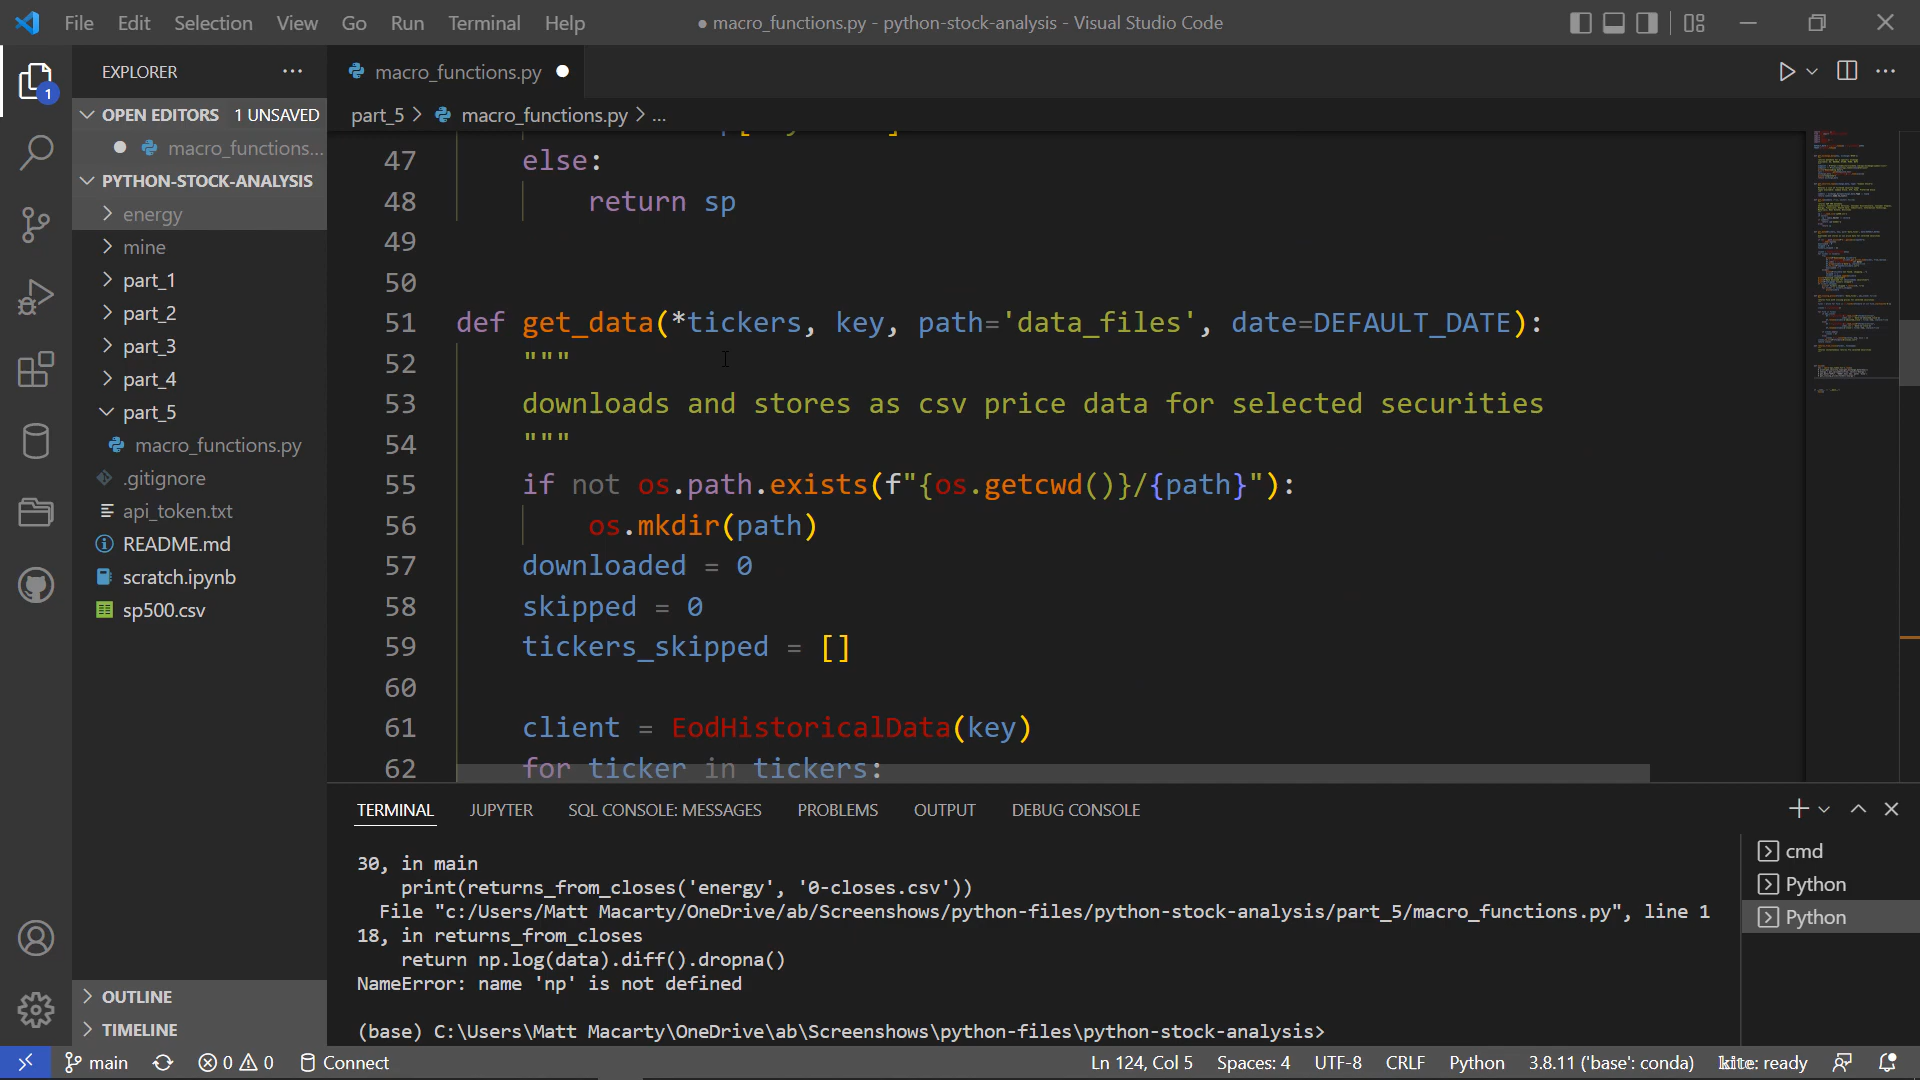 File Edit Selection View Go Run Terminal Help
● macro_functions.py - python-stock-analysis - Visual Studio Code
EXPLORER
macro_functions.py
1
OPEN EDITORS 1 UNSAVED
part_5 > macro_functions.py > ...
macro_functions...
PYTHON-STOCK-ANALYSIS
energy
mine
part_1
part_2
part_3
part_4
part_5
macro_functions.py
.gitignore
api_token.txt
README.md
scratch.ipynb
sp500.csv
OUTLINE
TIMELINE
47 else:
48 return sp
49
50
51 def get_data(*tickers, key, path='data_files', date=DEFAULT_DATE):
52 """
53 downloads and stores as csv price data for selected securities
54 """
55 if not os.path.exists(f"{os.getcwd()}/{path}"):
56 os.mkdir(path)
57 downloaded = 0
58 skipped = 0
59 tickers_skipped = []
60
61 client = EodHistoricalData(key)
62 for ticker in tickers:
TERMINAL JUPYTER SQL CONSOLE: MESSAGES PROBLEMS OUTPUT DEBUG CONSOLE
30, in main
print(returns_from_closes('energy', '0-closes.csv'))
File "c:/Users/Matt Macarty/OneDrive/ab/Screenshows/python-files/python-stock-analysis/part_5/macro_functions.py", line 1
18, in returns_from_closes
return np.log(data).diff().dropna()
NameError: name 'np' is not defined
(base) C:\Users\Matt Macarty\OneDrive\ab\Screenshows\python-files\python-stock-analysis>
cmd
Python
Python
main 0 0 Connect Ln 124, Col 5 Spaces: 4 UTF-8 CRLF Python 3.8.11 ('base': conda) kite: ready